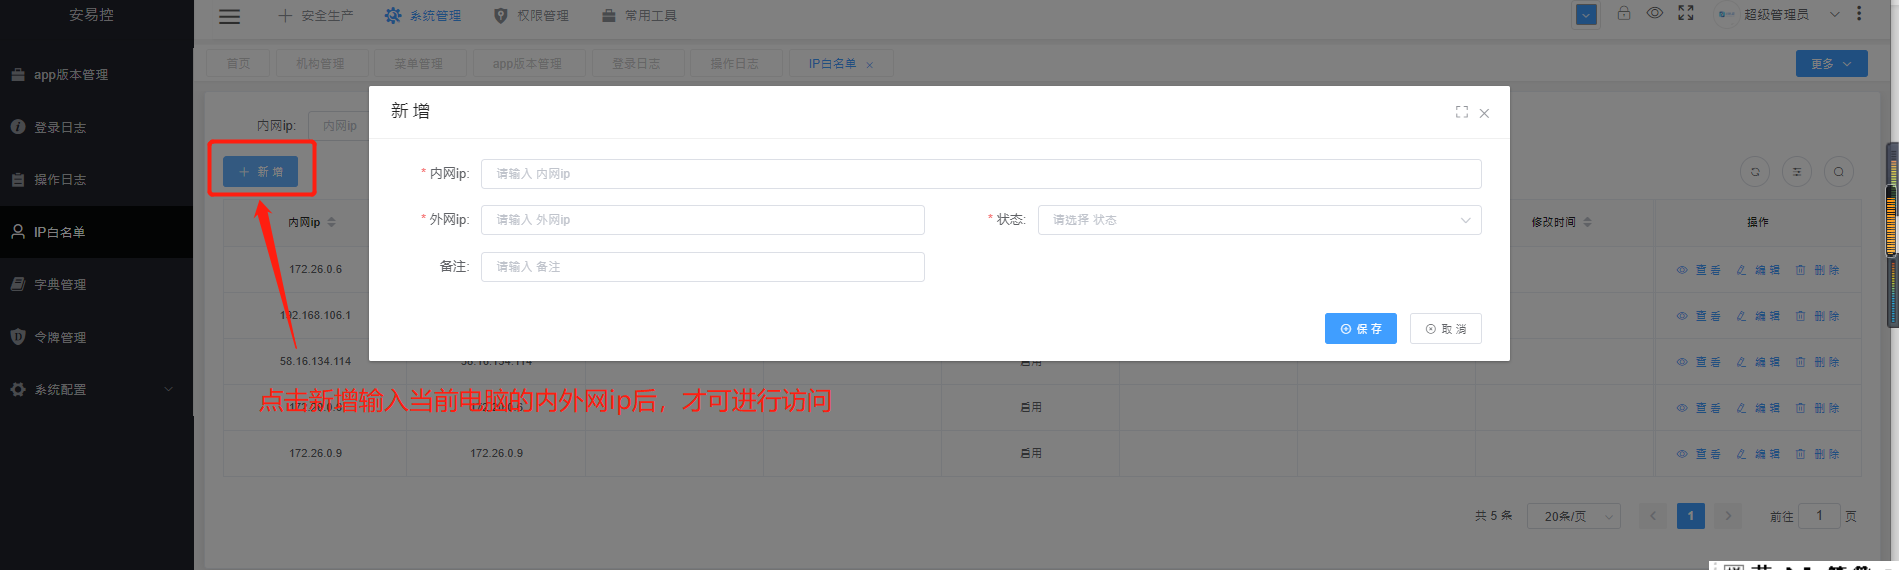 安易控
安全生产 系统管理 权限管理 常用工具 超级管理员
首页 机构管理 菜单管理 app版本管理 登录日志 操作日志 IP白名单 更多
app版本管理
登录日志
操作日志
IP白名单
字典管理
令牌管理
系统配置
内网ip: 内网ip
新 增
新 增
* 内网ip: 请输入 内网ip
* 外网ip: 请输入 外网ip * 状态: 请选择 状态
备注: 请输入 备注
保 存 取 消
内网ip 修改时间 操作
172.26.0.6 查 看 编 辑 删 除
192.168.106.1 查 看 编 辑 删 除
58.16.134.114 58.16.134.114 启用 查 看 编 辑 删 除
点击新增输入当前电脑的内外网ip后，才可进行访问
启用 查 看 编 辑 删 除
172.26.0.9 172.26.0.9 启用 查 看 编 辑 删 除
共 5 条 20条/页 1 前往 1 页